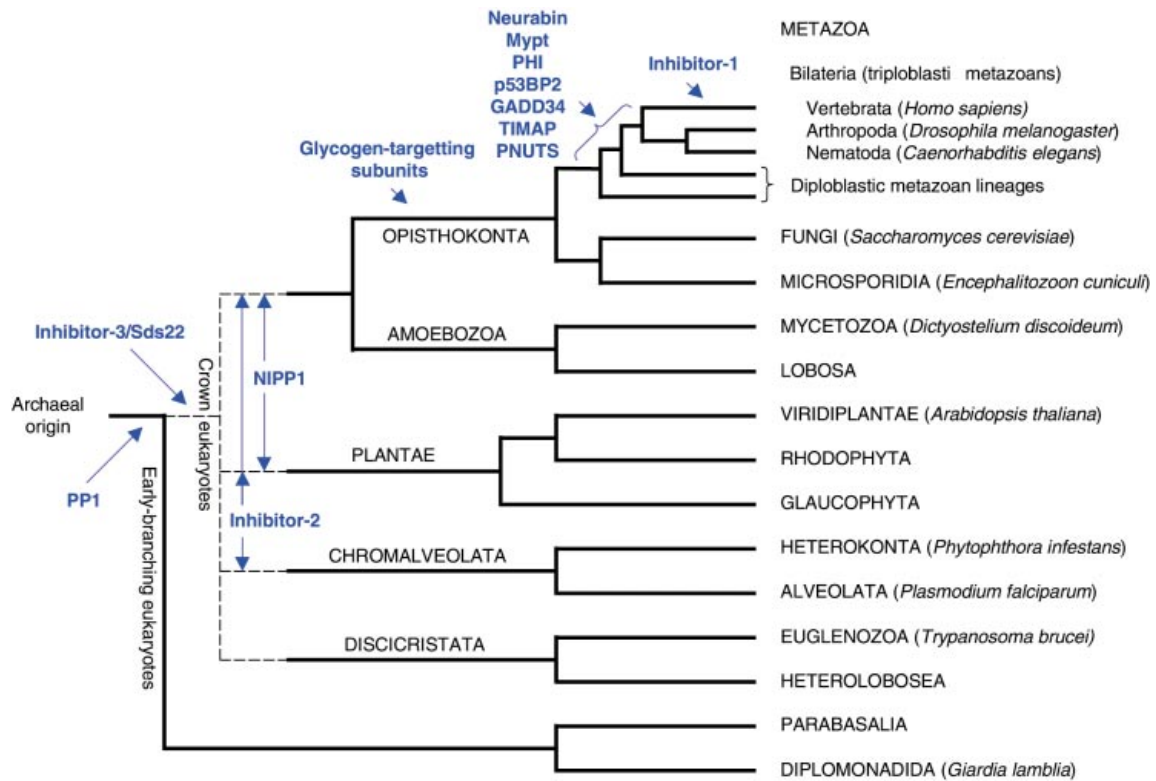 Neurabin
Mypt
PHI
p53BP2
GADD34
TIMAP
PNUTS
Inhibitor-1
Glycogen-targetting
subunits
METAZOA
Bilateria (triploblasti metazoans)
Vertebrata (Homo sapiens)
Arthropoda (Drosophila melanogaster)
Nematoda (Caenorhabditis elegans)
Diploblastic metazoan lineages
OPISTHOKONTA
FUNGI (Saccharomyces cerevisiae)
MICROSPORIDIA (Encephalitozoon cuniculi)
Inhibitor-3/Sds22
AMOEBOZOA
MYCETOZOA (Dictyostelium discoideum)
LOBOSA
NIPP1
Crown eukaryotes
Archaeal
origin
PP1
Early-branching eukaryotes
PLANTAE
VIRIDIPLANTAE (Arabidopsis thaliana)
RHODOPHYTA
GLAUCOPHYTA
Inhibitor-2
CHROMALVEOLATA
HETEROKONTA (Phytophthora infestans)
ALVEOLATA (Plasmodium falciparum)
DISCICRISTATA
EUGLENOZOA (Trypanosoma brucei)
HETEROLOBOSEA
PARABASALIA
DIPLOMONADIDA (Giardia lamblia)